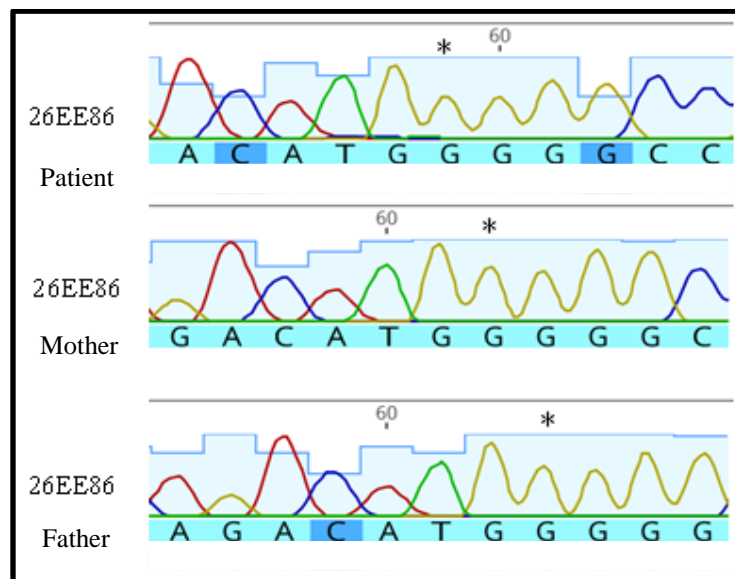 *
60
26EE86
A C A T G G G G G C C
Patient
60
*
26EE86
G A C A T G G G G G C
Mother
60
*
26EE86
A G A C A T G G G G G
Father